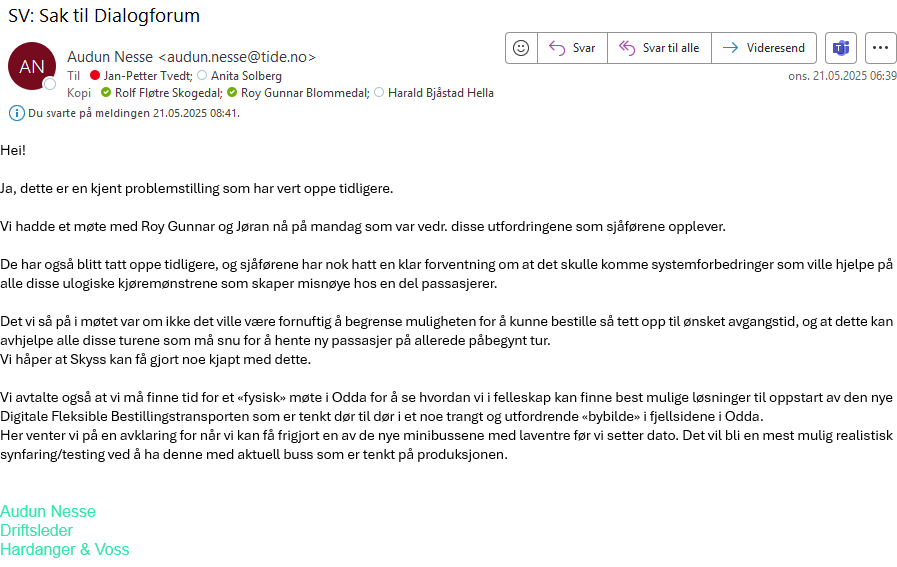 SV: Sak til Dialogforum
AN
Audun Nesse <audun.nesse@tide.no>
Svar
Svar til alle
Videresend
Til Jan-Petter Tvedt; Anita Solberg
ons. 21.05.2025 06:39
Kopi Rolf Fløtre Skogedal; Roy Gunnar Blommedal; Harald Bjåstad Hella
Du svarte på meldingen 21.05.2025 08:41.
Hei!
Ja, dette er en kjent problemstilling som har vert oppe tidligere.
Vi hadde et møte med Roy Gunnar og Jøran nå på mandag som var vedr. disse utfordringene som sjåførene opplever.
De har også blitt tatt oppe tidligere, og sjåførene har nok hatt en klar forventning om at det skulle komme systemforbedringer som ville hjelpe på
alle disse ulogiske kjøremønstrene som skaper misnøye hos en del passasjerer.
Det vi så på i møtet var om ikke det ville være fornuftig å begrense muligheten for å kunne bestille så tett opp til ønsket avgangstid, og at dette kan
avhjelpe alle disse turene som må snu for å hente ny passasjer på allerede påbegynt tur.
Vi håper at Skyss kan få gjort noe kjapt med dette.
Vi avtalte også at vi må finne tid for et «fysisk» møte i Odda for å se hvordan vi i felleskap kan finne best mulige løsninger til oppstart av den nye
Digitale Fleksible Bestillingstransporten som er tenkt dør til dør i et noe trangt og utfordrende «bybilde» i fjellsidene i Odda.
Her venter vi på en avklaring for når vi kan få frigjort en av de nye minibussene med laventre før vi setter dato. Det vil bli en mest mulig realistisk
synfaring/testing ved å ha denne med aktuell buss som er tenkt på produksjonen.
Audun Nesse
Driftsleder
Hardanger & Voss